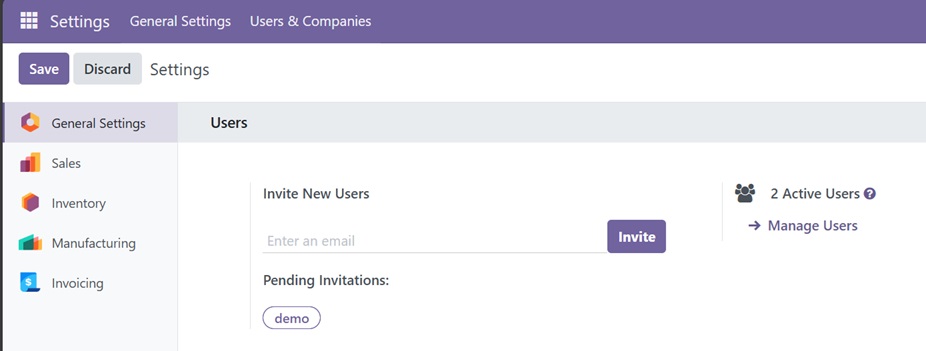 Settings General Settings Users & Companies
Save Discard Settings
General Settings
Sales
Inventory
Manufacturing
Invoicing
Users
Invite New Users
Enter an email Invite
Pending Invitations:
demo
2 Active Users ?
Manage Users